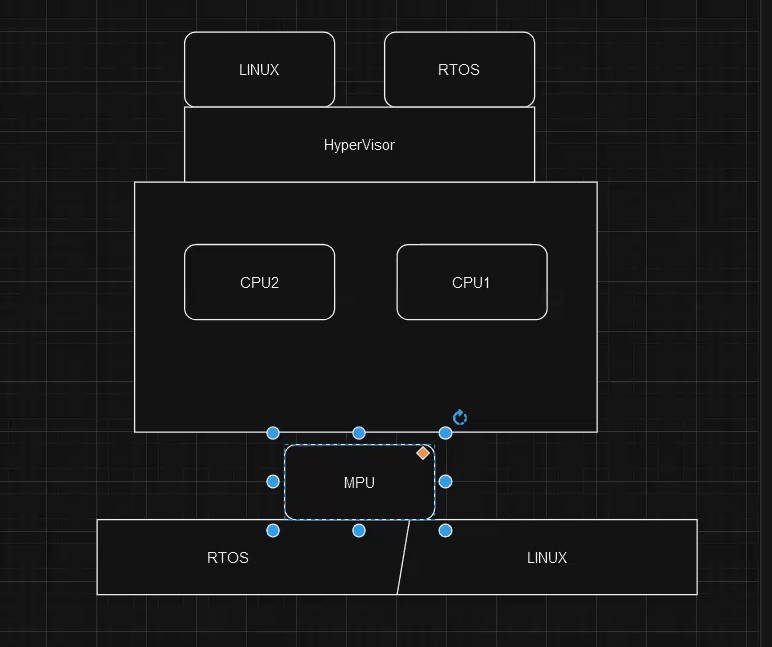 LINUX
RTOS
HyperVisor
CPU2
CPU1
MPU
RTOS
LINUX